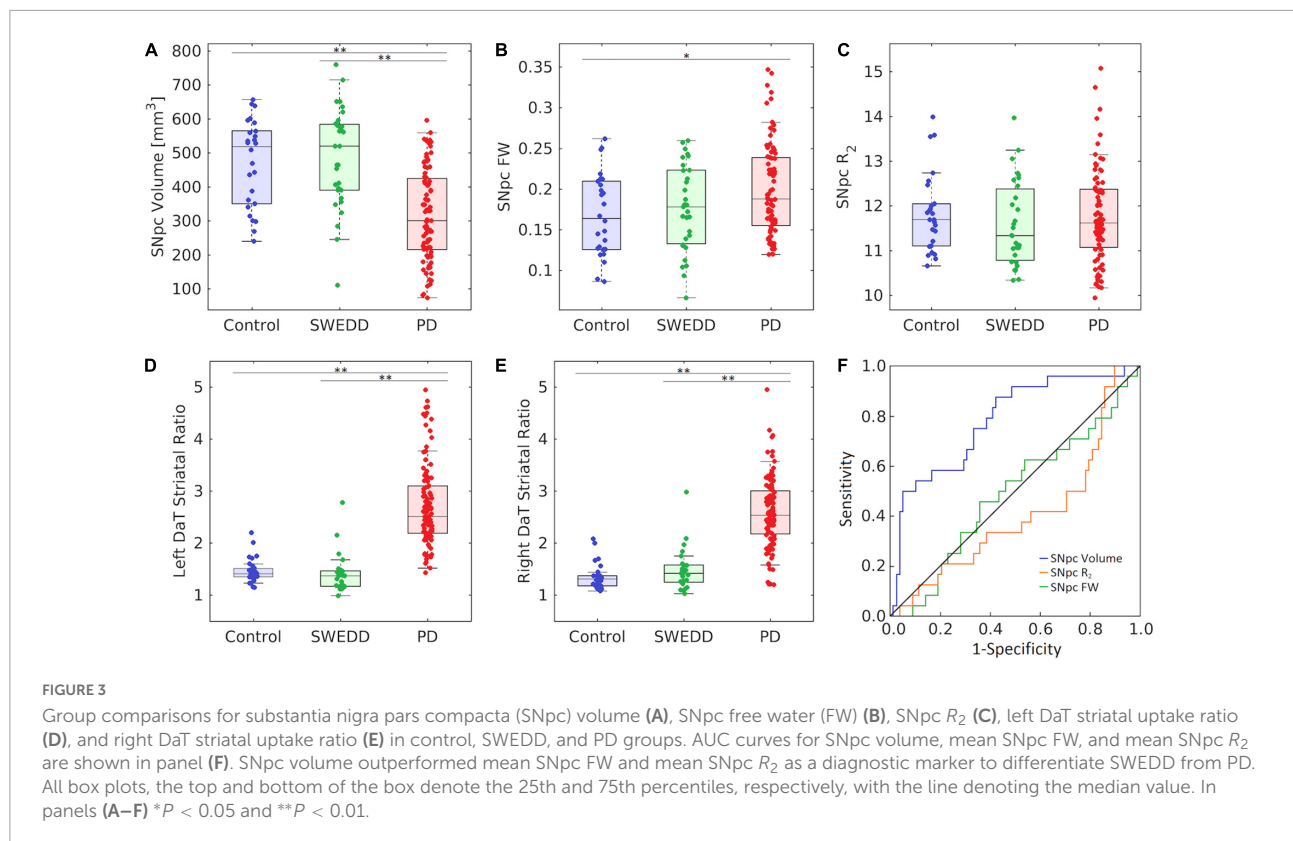 A
SNpc Volume [mm³]
800
700
600
500
400
300
200
100
**
**
Control SWEDD PD
B
SNpc FW
0.35
0.3
0.25
0.2
0.15
0.1
*
Control SWEDD PD
C
SNpc R₂
15
14
13
12
11
10
Control SWEDD PD
D
Left DaT Striatal Ratio
5
4
3
2
1
**
**
Control SWEDD PD
E
Right DaT Striatal Ratio
5
4
3
2
1
**
**
Control SWEDD PD
F
Sensitivity
1.0
0.8
0.6
0.4
0.2
0.0
SNpc Volume
SNpc R₂
SNpc FW
0.0 0.2 0.4 0.6 0.8 1.0
1-Specificity
FIGURE 3
Group comparisons for substantia nigra pars compacta (SNpc) volume (A), SNpc free water (FW) (B), SNpc R₂ (C), left DaT striatal uptake ratio
(D), and right DaT striatal uptake ratio (E) in control, SWEDD, and PD groups. AUC curves for SNpc volume, mean SNpc FW, and mean SNpc R₂
are shown in panel (F). SNpc volume outperformed mean SNpc FW and mean SNpc R₂ as a diagnostic marker to differentiate SWEDD from PD.
All box plots, the top and bottom of the box denote the 25th and 75th percentiles, respectively, with the line denoting the median value. In
panels (A–F) *P < 0.05 and **P < 0.01.